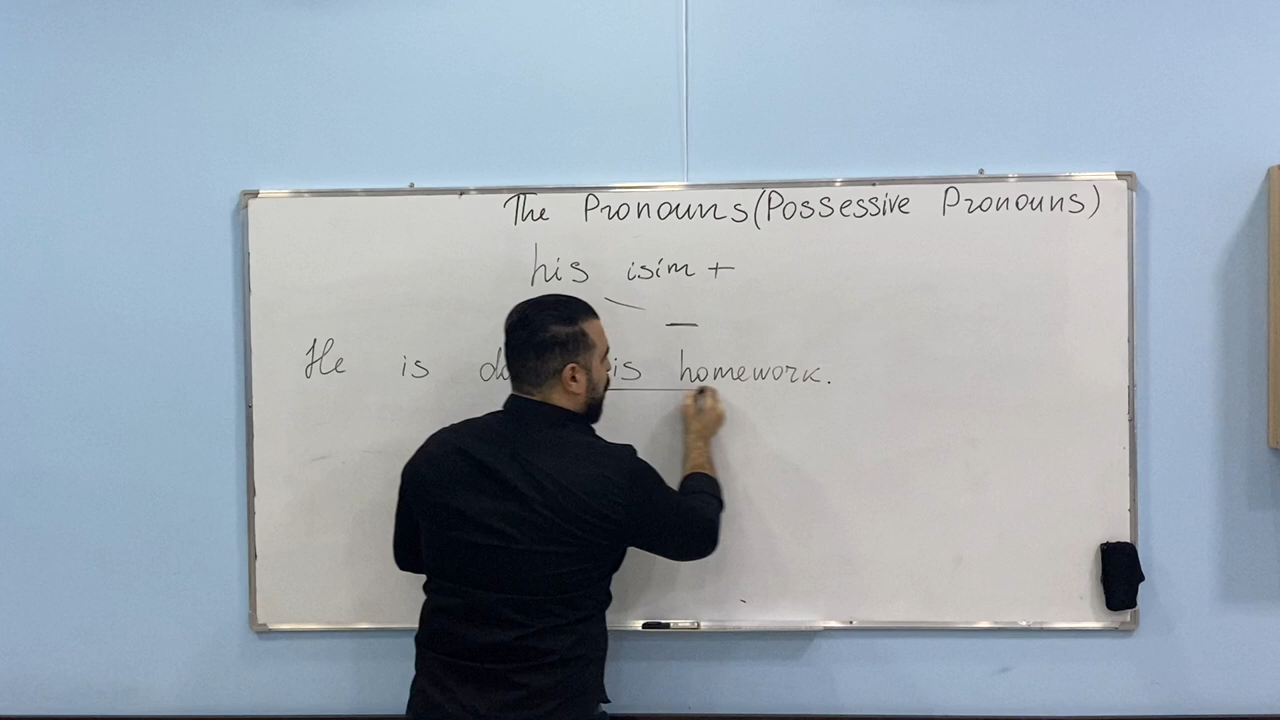 The Pronouns(Possessive Pronouns)
his isim +
–
He is homework.